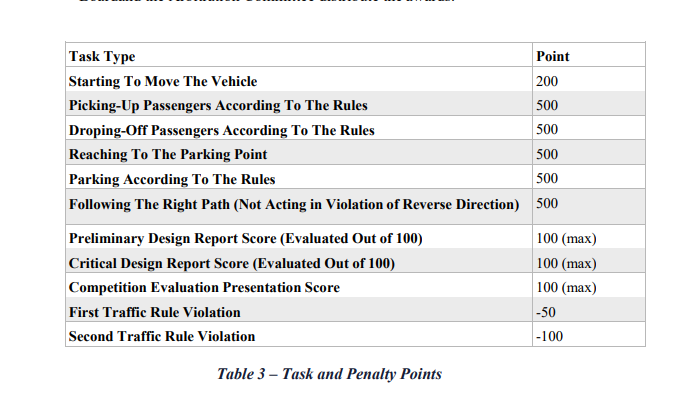 Task Type Point
Starting To Move The Vehicle 200
Picking-Up Passengers According To The Rules 500
Droping-Off Passengers According To The Rules 500
Reaching To The Parking Point 500
Parking According To The Rules 500
Following The Right Path (Not Acting in Violation of Reverse Direction) 500
Preliminary Design Report Score (Evaluated Out of 100) 100 (max)
Critical Design Report Score (Evaluated Out of 100) 100 (max)
Competition Evaluation Presentation Score 100 (max)
First Traffic Rule Violation -50
Second Traffic Rule Violation -100
Table 3 – Task and Penalty Points